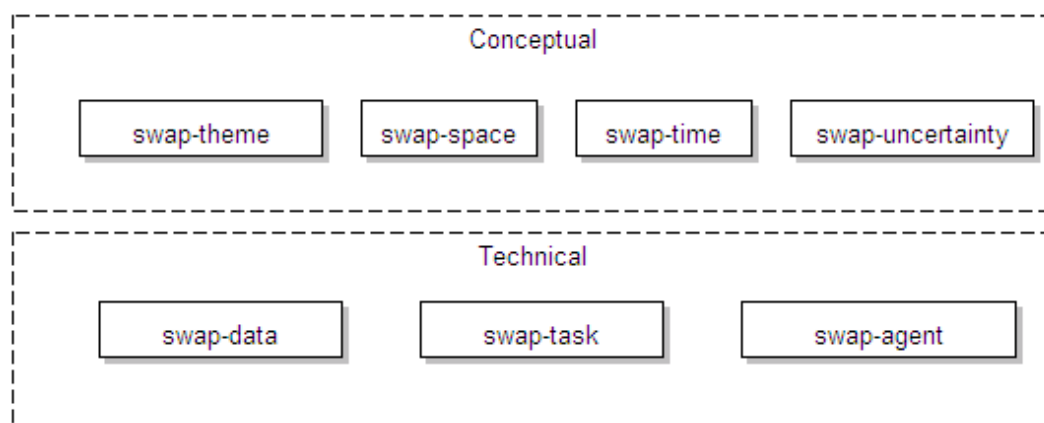 Conceptual
swap-theme
swap-space
swap-time
swap-uncertainty
Technical
swap-data
swap-task
swap-agent